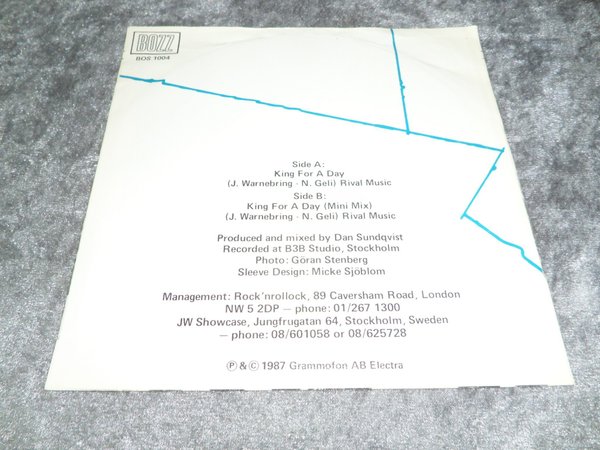 BOZZ
BOS 1004
Side A:
King For A Day
(J. Warnebring - N. Geli) Rival Music
Side B:
King For A Day (Mini Mix)
(J. Warnebring - N. Geli) Rival Music
Produced and mixed by Dan Sundqvist
Recorded at B3B Studio, Stockholm
Photo: Göran Stenberg
Sleeve Design: Micke Sjöblom
Management: Rock'nrollock, 89 Caversham Road, London
NW 5 2DP — phone: 01/267 1300
JW Showcase, Jungfrugatan 64, Stockholm, Sweden
— phone: 08/601058 or 08/625728
Ⓟ & © 1987 Grammofon AB Electra